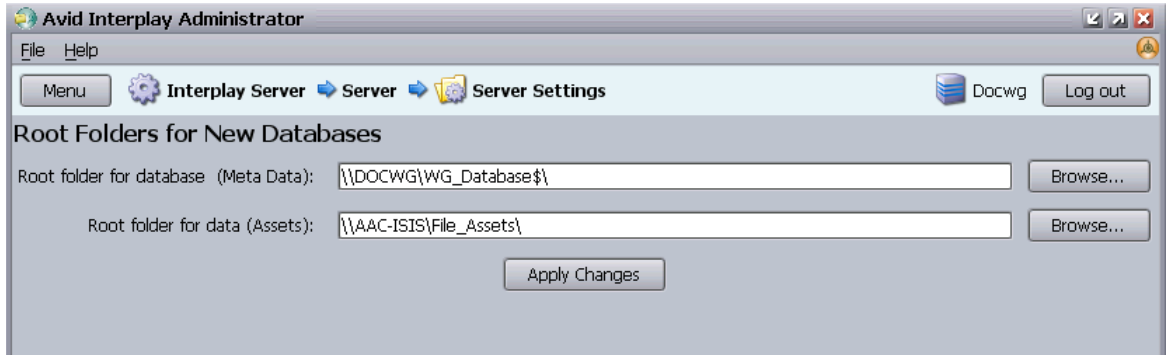 Avid Interplay Administrator
File Help
Menu Interplay Server Server Server Settings Docwg Log out
Root Folders for New Databases
Root folder for database (Meta Data): \\DOCWG\WG_Database$\ Browse...
Root folder for data (Assets): \\AAC-ISIS\File_Assets\ Browse...
Apply Changes